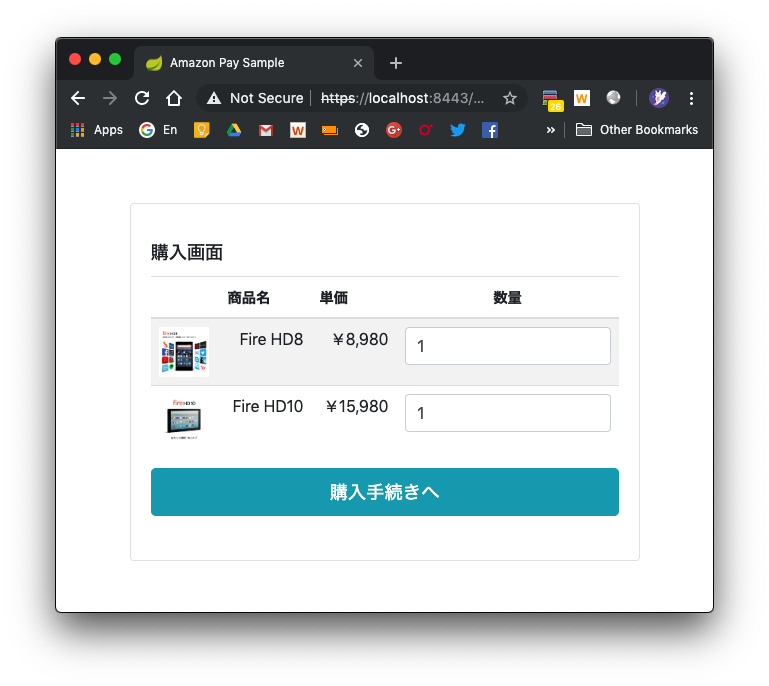 Amazon Pay Sample
Not Secure https://localhost:8443/...
26
Apps En Other Bookmarks
購入画面
商品名 単価 数量
Fire HD8 ￥8,980 1
fireHD10
Fire HD10 ￥15,980 1
購入手続きへ